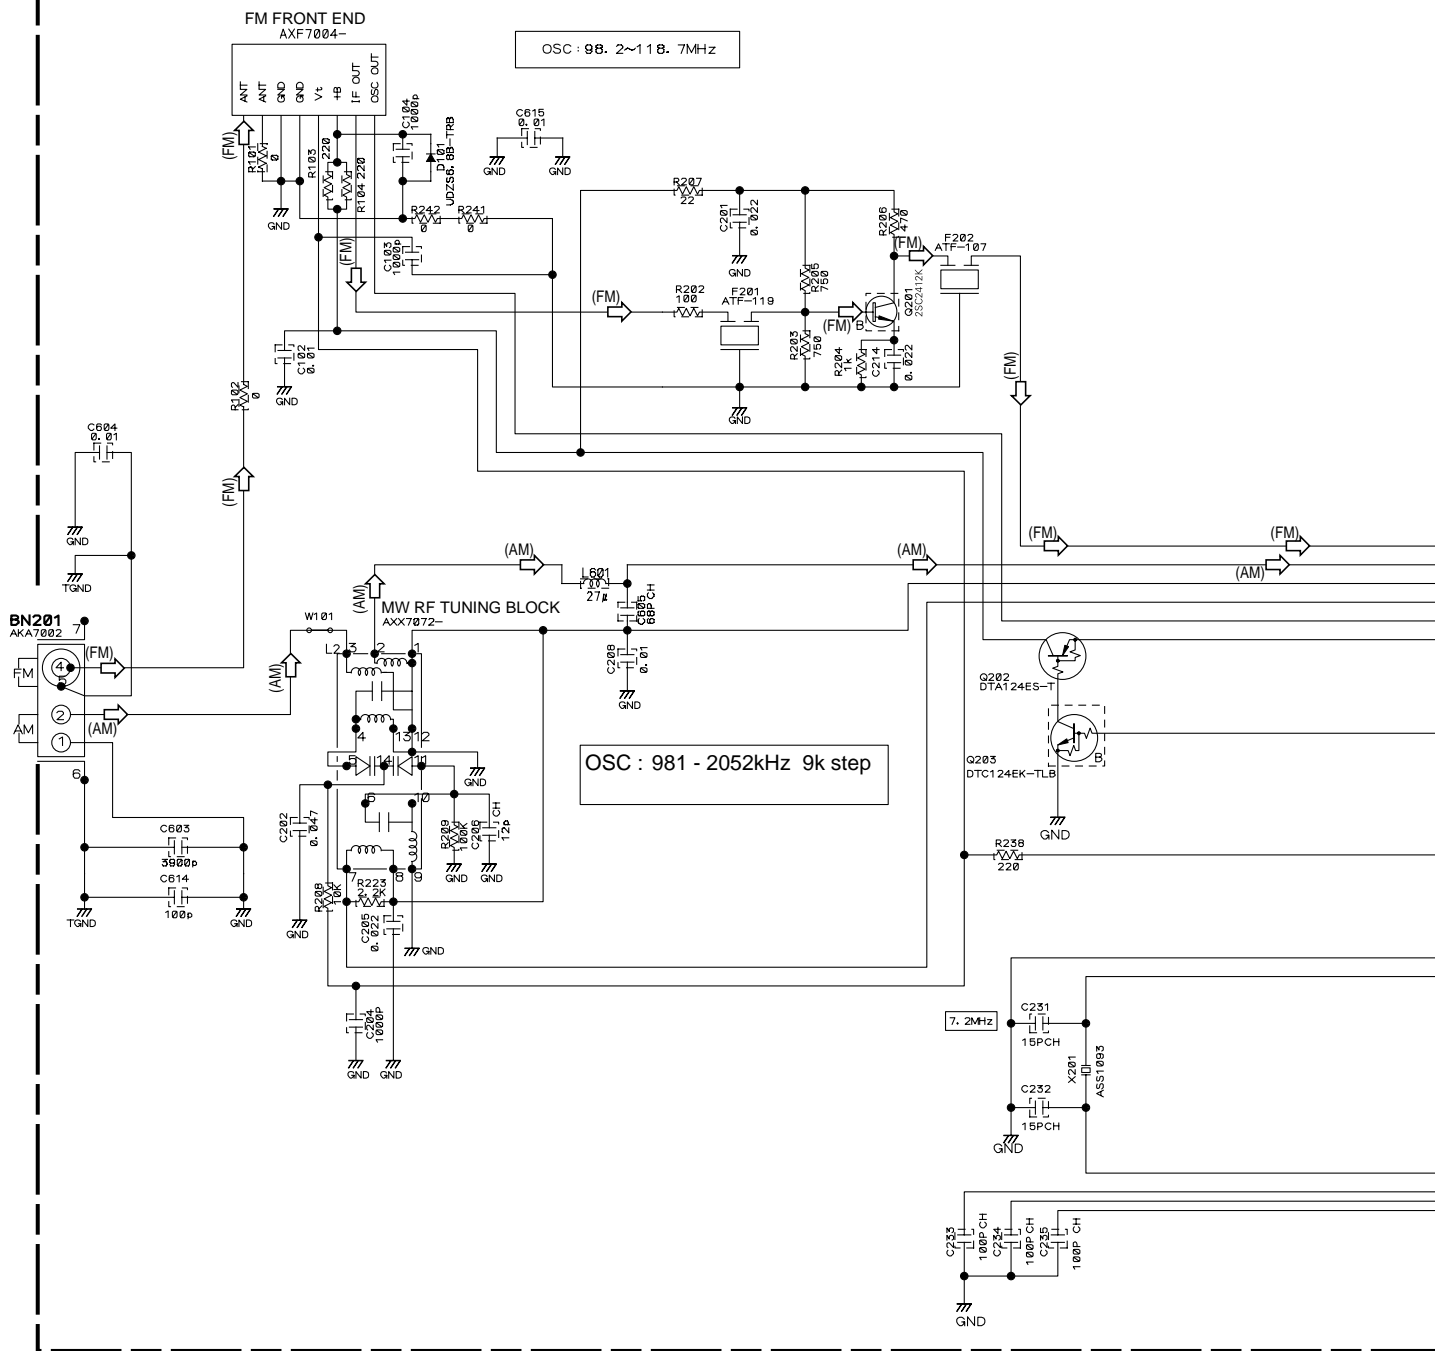 FM FRONT END
AXF7004-
OSC : 98. 2~118. 7MHz
ANT
ANT
GND
GND
Vt
+B
IF OUT
OSC OUT
(FM)
R101
0
R103
220
R104 220
C104
1000p
D101
UDZS6. 8B-TRB
C615
0. 01
GND
GND
GND
R242
0
R241
0
C103
1000p
(FM)
R207
22
C201
0. 022
GND
R206
470
(FM)
F202
ATF-107
R205
750
R202
100
F201
ATF-119
(FM)
(FM)
B
Q201
2SC2412K
R203
750
R204
1k
C214
0. 022
GND
C102
0. 01
GND
R102
0
(FM)
C604
0. 01
GND
TGND
(FM)
(FM)
(FM)
(AM)
(AM)
(AM)
L601
27µ
C605
68P CH
C208
0. 01
GND
(AM)
MW RF TUNING BLOCK
AXX7072-
W101
BN201
AKA7002
7
FM
4
5
(FM)
AM
2
1
(AM)
6
(AM)
L2
3
2
1
4
13
12
5
14
11
6
10
7
8
9
GND
OSC : 981 - 2052kHz 9k step
C202
0. 047
GND
R209
100K
GND
C206
12p
CH
GND
R208
10K
R223
2. 2K
C205
0. 022
GND
C204
1000P
GND
GND
C603
3900p
C614
100p
TGND
GND
Q202
DTA124ES-T
Q203
DTC124EK-TLB
B
GND
R238
220
7. 2MHz
C231
15PCH
X201
ASS1093
C232
15PCH
GND
C233
100P CH
C234
100P CH
C235
100P CH
GND